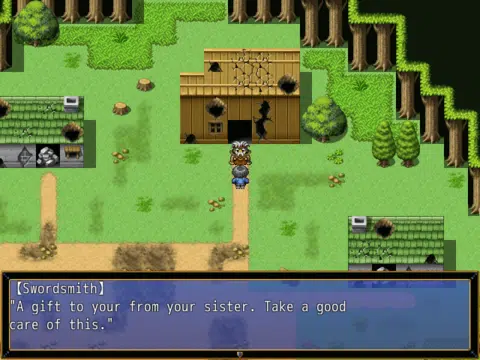 【Swordsmith】
"A gift to your from your sister. Take a good
care of this."